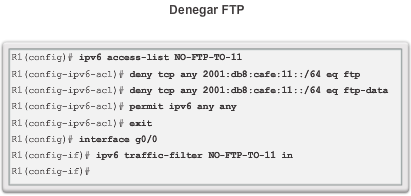 Denegar FTP
R1(config)# ipv6 access-list NO-FTP-TO-11
R1(config-ipv6-acl)# deny tcp any 2001:db8:cafe:11::/64 eq ftp
R1(config-ipv6-acl)# deny tcp any 2001:db8:cafe:11::/64 eq ftp-data
R1(config-ipv6-acl)# permit ipv6 any any
R1(config-ipv6-acl)# exit
R1(config)# interface g0/0
R1(config-if)# ipv6 traffic-filter NO-FTP-TO-11 in
R1(config-if)#